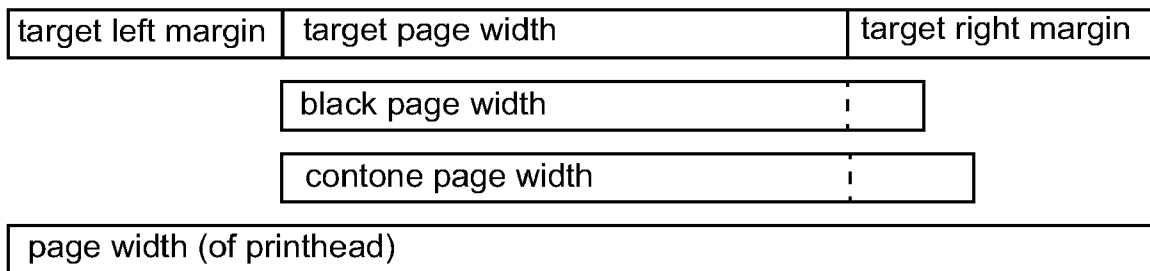 target left margin target page width target right margin
black page width
contone page width
page width (of printhead)